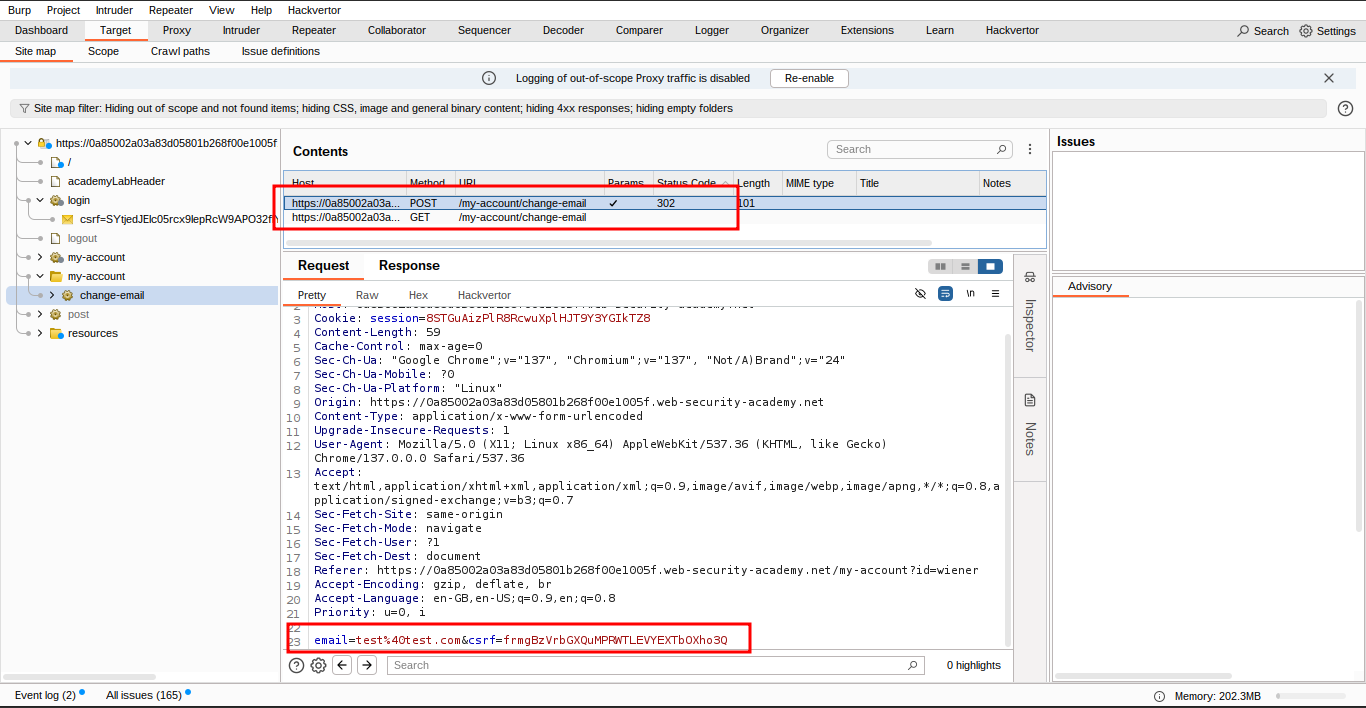 Burp Project Intruder Repeater View Help Hackvertor
Dashboard Target Proxy Intruder Repeater Collaborator Sequencer Decoder Comparer Logger Organizer Extensions Learn Hackvertor Search Settings
Site map Scope Crawl paths Issue definitions
Logging of out-of-scope Proxy traffic is disabled Re-enable
Site map filter: Hiding out of scope and not found items; hiding CSS, image and general binary content; hiding 4xx responses; hiding empty folders
https://0a85002a03a83d05801b268f00e1005f
/
academyLabHeader
login
csrf=SYtjedJElc05rcx9lepRcW9APO32f
logout
my-account
my-account
change-email
post
resources
Contents
Search
Host Method URL Params Status Code Length MIME type Title Notes
https://0a85002a03a... POST /my-account/change-email ✓ 302 101
https://0a85002a03a... GET /my-account/change-email
Request Response
Pretty Raw Hex Hackvertor
\n
2
3 Cookie: session=8STGuAizPlR8RcwuXplHJT9Y3YGIkTZ8
4 Content-Length: 59
5 Cache-Control: max-age=0
6 Sec-Ch-Ua: "Google Chrome";v="137", "Chromium";v="137", "Not/A)Brand";v="24"
7 Sec-Ch-Ua-Mobile: ?0
8 Sec-Ch-Ua-Platform: "Linux"
9 Origin: https://0a85002a03a83d05801b268f00e1005f.web-security-academy.net
10 Content-Type: application/x-www-form-urlencoded
11 Upgrade-Insecure-Requests: 1
12 User-Agent: Mozilla/5.0 (X11; Linux x86_64) AppleWebKit/537.36 (KHTML, like Gecko)
Chrome/137.0.0.0 Safari/537.36
13 Accept:
text/html,application/xhtml+xml,application/xml;q=0.9,image/avif,image/webp,image/apng,*/*;q=0.8,a
pplication/signed-exchange;v=b3;q=0.7
14 Sec-Fetch-Site: same-origin
15 Sec-Fetch-Mode: navigate
16 Sec-Fetch-User: ?1
17 Sec-Fetch-Dest: document
18 Referer: https://0a85002a03a83d05801b268f00e1005f.web-security-academy.net/my-account?id=wiener
19 Accept-Encoding: gzip, deflate, br
20 Accept-Language: en-GB,en-US;q=0.9,en;q=0.8
21 Priority: u=0, i
22
23 email=test%40test.com&csrf=frmgBzVrbGXQuMPRWTLEVYEXTbOXho3Q
Search 0 highlights
Inspector
Notes
Issues
Advisory
Event log (2) All issues (165) Memory: 202.3MB